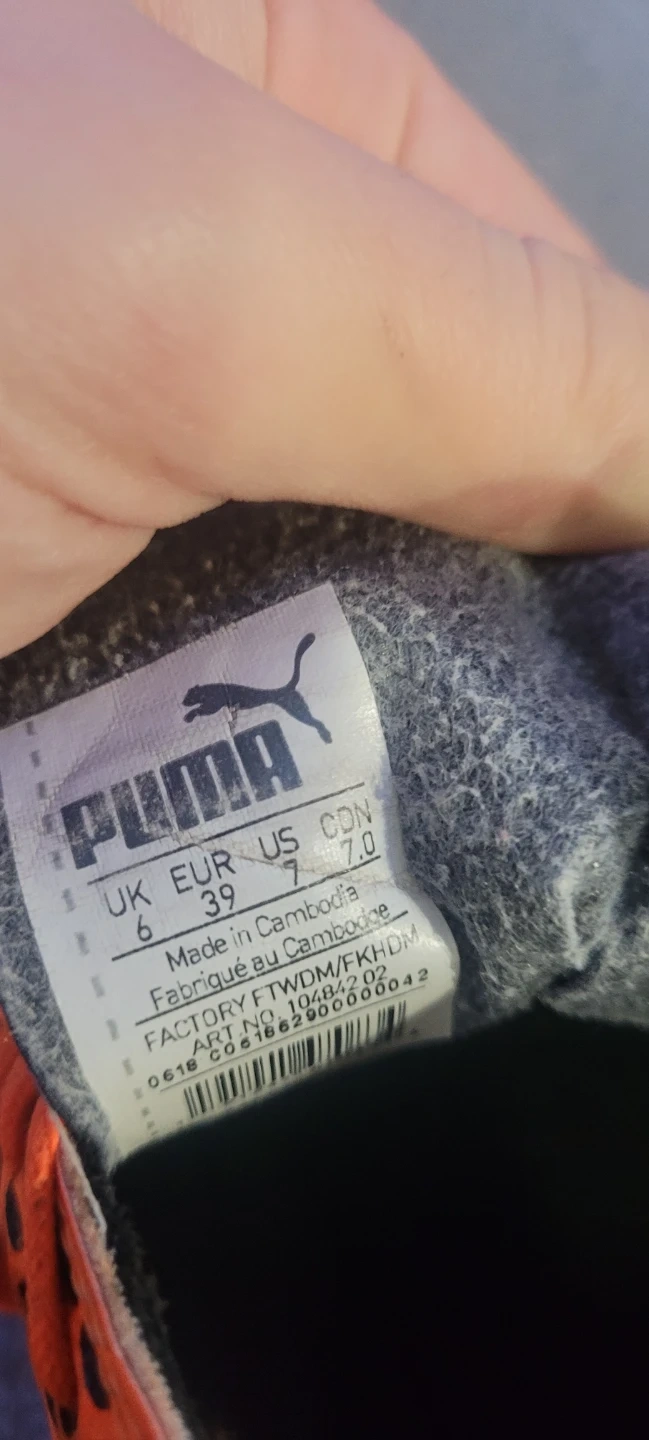 PUMA
UK EUR US CDN
6 39 7 7.0
Made in Cambodia
Fabriqué au Cambodge
FACTORY FTWDM/FKHDM
ART NO. 104842 02
0618 C061862900000042